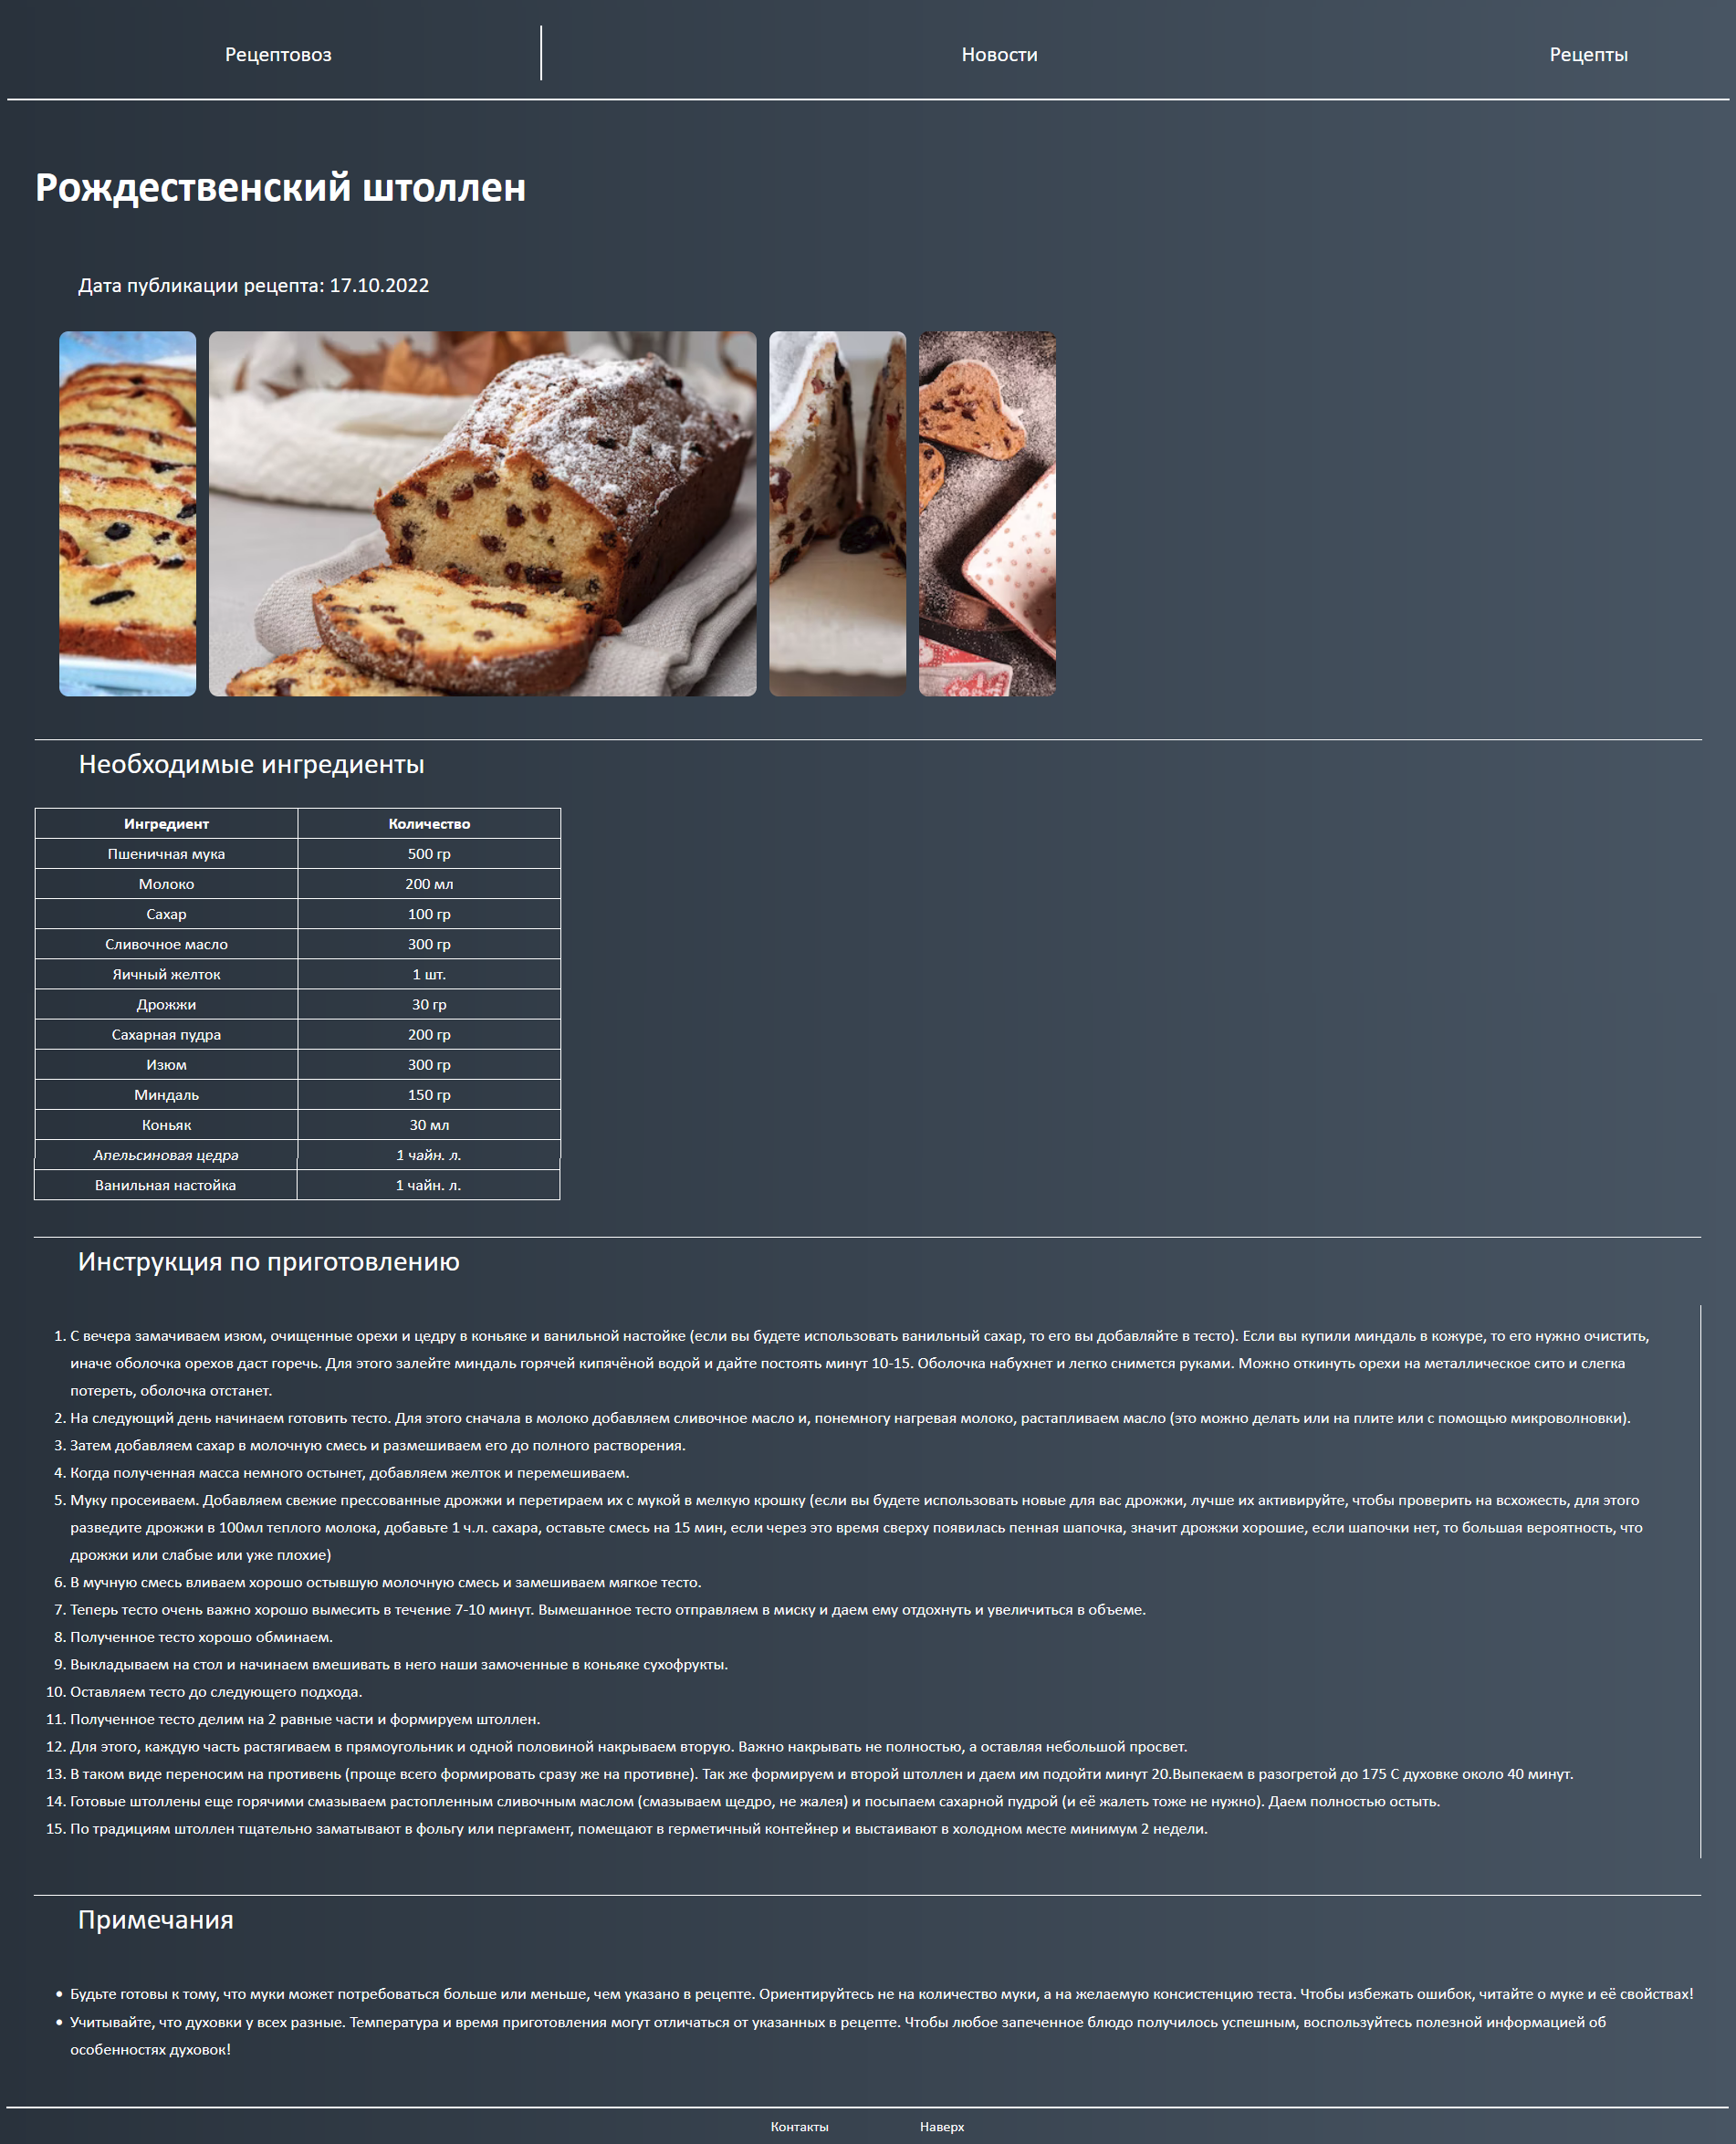 Рецептовоз Новости Рецепты
Рождественский штоллен
Дата публикации рецепта: 17.10.2022
Необходимые ингредиенты
Ингредиент Количество
Пшеничная мука 500 гр
Молоко 200 мл
Сахар 100 гр
Сливочное масло 300 гр
Яичный желток 1 шт.
Дрожжи 30 гр
Сахарная пудра 200 гр
Изюм 300 гр
Миндаль 150 гр
Коньяк 30 мл
Апельсиновая цедра 1 чайн. л.
Ванильная настойка 1 чайн. л.
Инструкция по приготовлению
1. С вечера замачиваем изюм, очищенные орехи и цедру в коньяке и ванильной настойке (если вы будете использовать ванильный сахар, то его вы добавляйте в тесто). Если вы купили миндаль в кожуре, то его нужно очистить,
иначе оболочка орехов даст горечь. Для этого залейте миндаль горячей кипячёной водой и дайте постоять минут 10-15. Оболочка набухнет и легко снимется руками. Можно откинуть орехи на металлическое сито и слегка
потереть, оболочка отстанет.
2. На следующий день начинаем готовить тесто. Для этого сначала в молоко добавляем сливочное масло и, понемногу нагревая молоко, растапливаем масло (это можно делать или на плите или с помощью микроволновки).
3. Затем добавляем сахар в молочную смесь и размешиваем его до полного растворения.
4. Когда полученная масса немного остынет, добавляем желток и перемешиваем.
5. Муку просеиваем. Добавляем свежие прессованные дрожжи и перетираем их с мукой в мелкую крошку (если вы будете использовать новые для вас дрожжи, лучше их активируйте, чтобы проверить на всхожесть, для этого
разведите дрожжи в 100мл теплого молока, добавьте 1 ч.л. сахара, оставьте смесь на 15 мин, если через это время сверху появилась пенная шапочка, значит дрожжи хорошие, если шапочки нет, то большая вероятность, что
дрожжи или слабые или уже плохие)
6. В мучную смесь вливаем хорошо остывшую молочную смесь и замешиваем мягкое тесто.
7. Теперь тесто очень важно хорошо вымесить в течение 7-10 минут. Вымешанное тесто отправляем в миску и даем ему отдохнуть и увеличиться в объеме.
8. Полученное тесто хорошо обминаем.
9. Выкладываем на стол и начинаем вмешивать в него наши замоченные в коньяке сухофрукты.
10. Оставляем тесто до следующего подхода.
11. Полученное тесто делим на 2 равные части и формируем штоллен.
12. Для этого, каждую часть растягиваем в прямоугольник и одной половиной накрываем вторую. Важно накрывать не полностью, а оставляя небольшой просвет.
13. В таком виде переносим на противень (проще всего формировать сразу же на противне). Так же формируем и второй штоллен и даем им подойти минут 20.Выпекаем в разогретой до 175 С духовке около 40 минут.
14. Готовые штоллены еще горячими смазываем растопленным сливочным маслом (смазываем щедро, не жалея) и посыпаем сахарной пудрой (и её жалеть тоже не нужно). Даем полностью остыть.
15. По традициям штоллен тщательно заматывают в фольгу или пергамент, помещают в герметичный контейнер и выстаивают в холодном месте минимум 2 недели.
Примечания
• Будьте готовы к тому, что муки может потребоваться больше или меньше, чем указано в рецепте. Ориентируйтесь не на количество муки, а на желаемую консистенцию теста. Чтобы избежать ошибок, читайте о муке и её свойствах!
• Учитывайте, что духовки у всех разные. Температура и время приготовления могут отличаться от указанных в рецепте. Чтобы любое запеченное блюдо получилось успешным, воспользуйтесь полезной информацией об
особенностях духовок!
Контакты Наверх